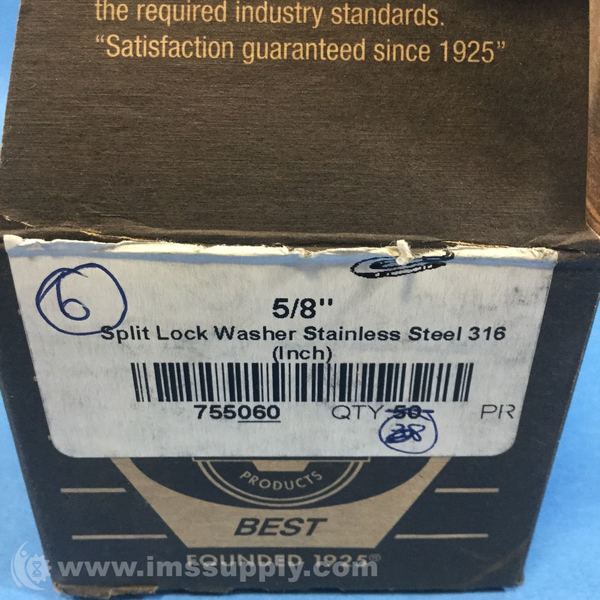 the required industry standards.
"Satisfaction guaranteed since 1925"
6
5/8"
Split Lock Washer Stainless Steel 316
(Inch)
755060 QTY 50 PR
PRODUCTS
BEST
FOUNDED 1925®
www.imssupply.com